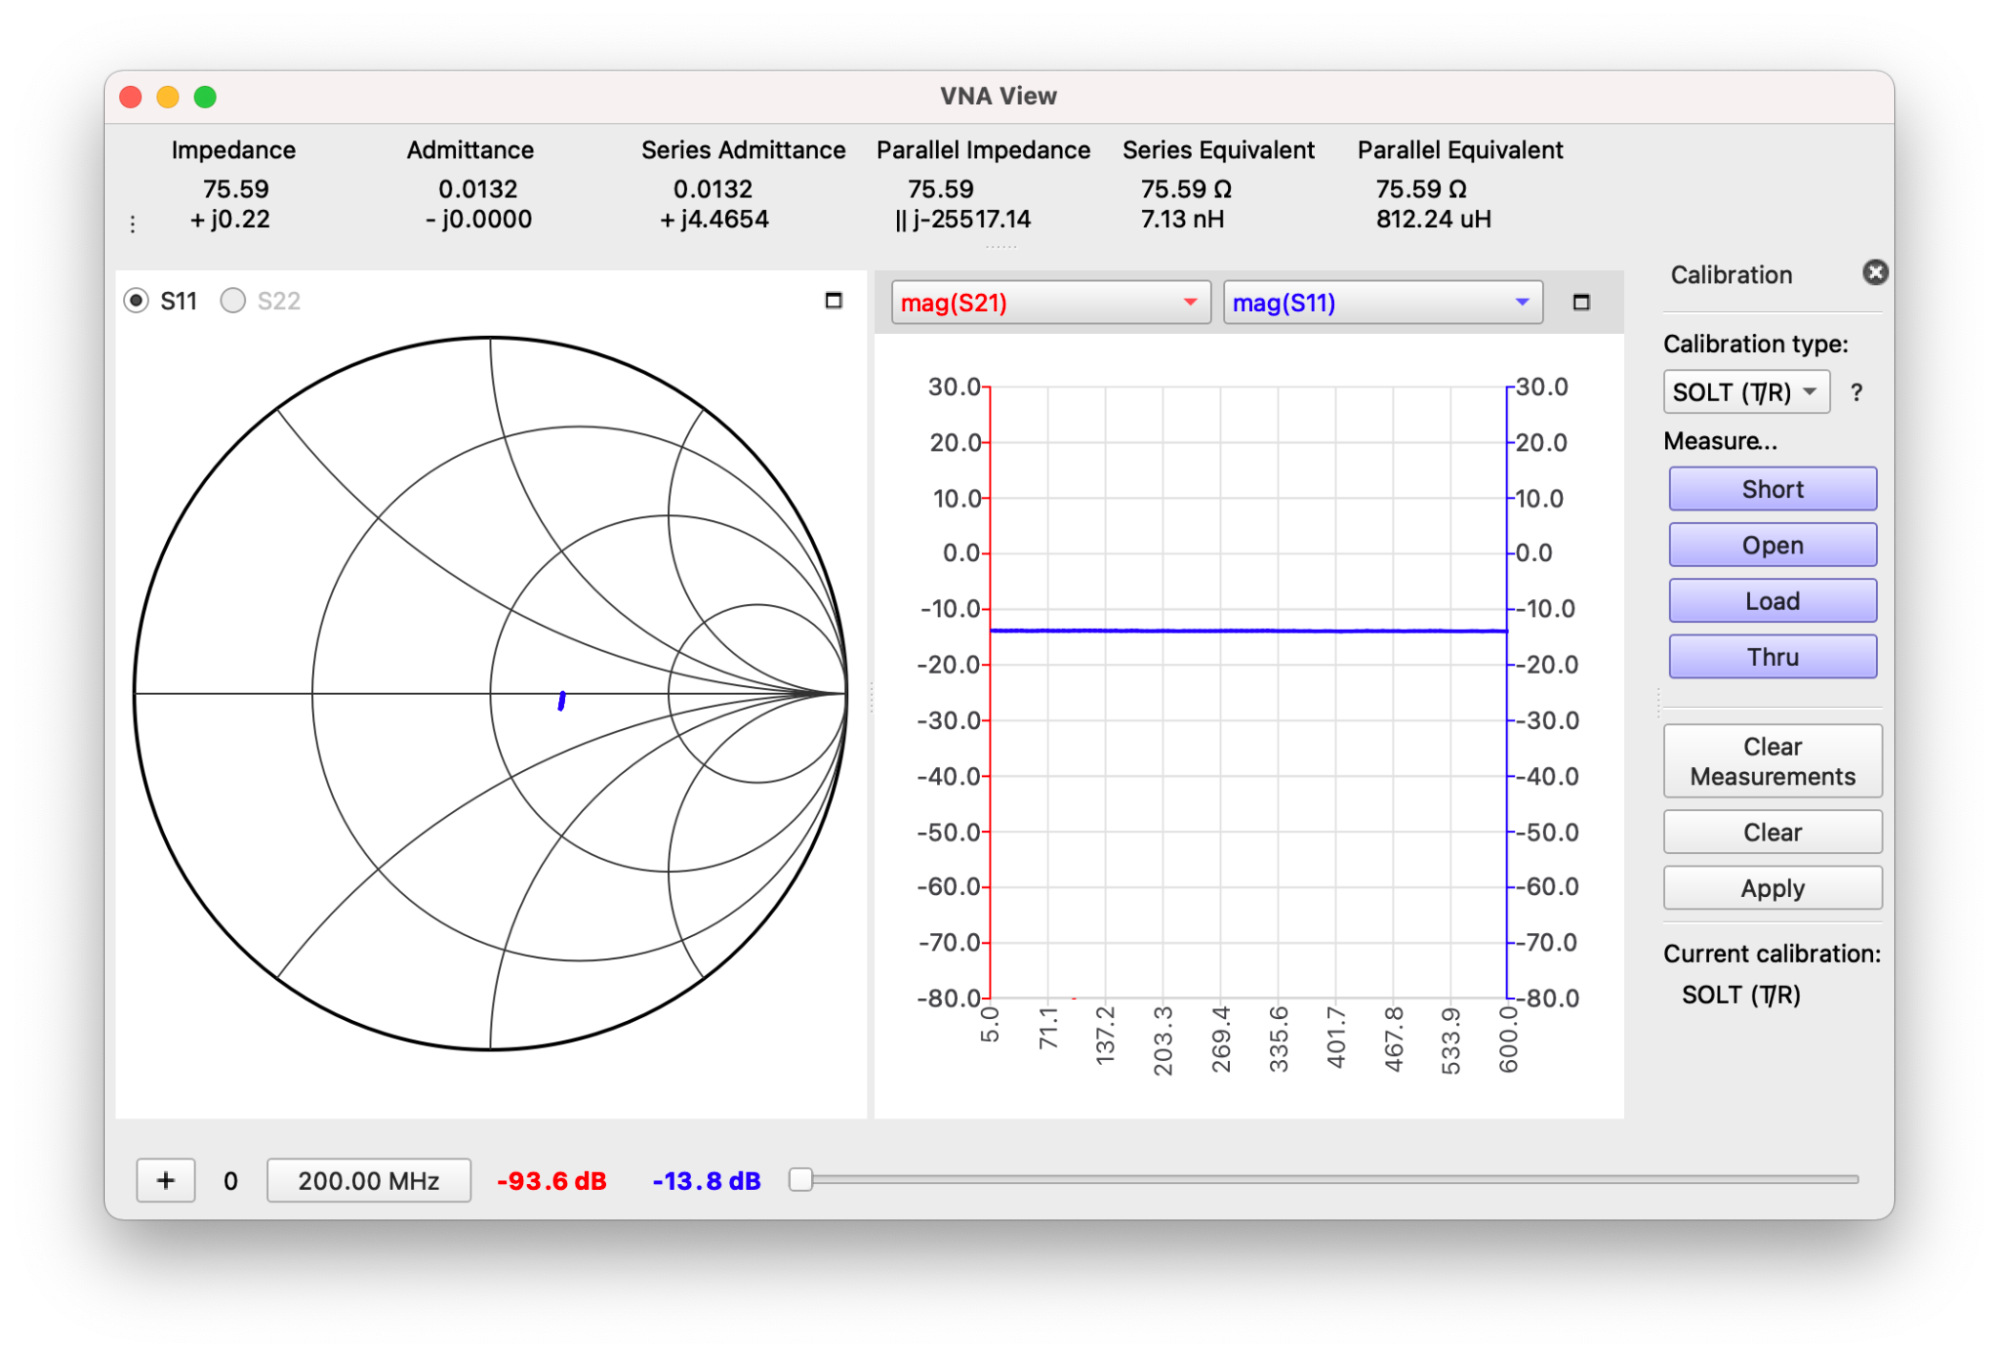 VNA View
Impedance Admittance Series Admittance Parallel Impedance Series Equivalent Parallel Equivalent
75.59 0.0132 0.0132 75.59 75.59 Ω 75.59 Ω
+ j0.22 - j0.0000 + j4.4654 || j-25517.14 7.13 nH 812.24 uH
S11 S22
mag(S21) mag(S11)
30.0 30.0
20.0 20.0
10.0 10.0
0.0 0.0
-10.0 -10.0
-20.0 -20.0
-30.0 -30.0
-40.0 -40.0
-50.0 -50.0
-60.0 -60.0
-70.0 -70.0
-80.0 -80.0
5.0 71.1 137.2 203.3 269.4 335.6 401.7 467.8 533.9 600.0
Calibration
Calibration type:
SOLT (T/R) ?
Measure...
Short
Open
Load
Thru
Clear
Measurements
Clear
Apply
Current calibration:
SOLT (T/R)
+ 0 200.00 MHz -93.6 dB -13.8 dB